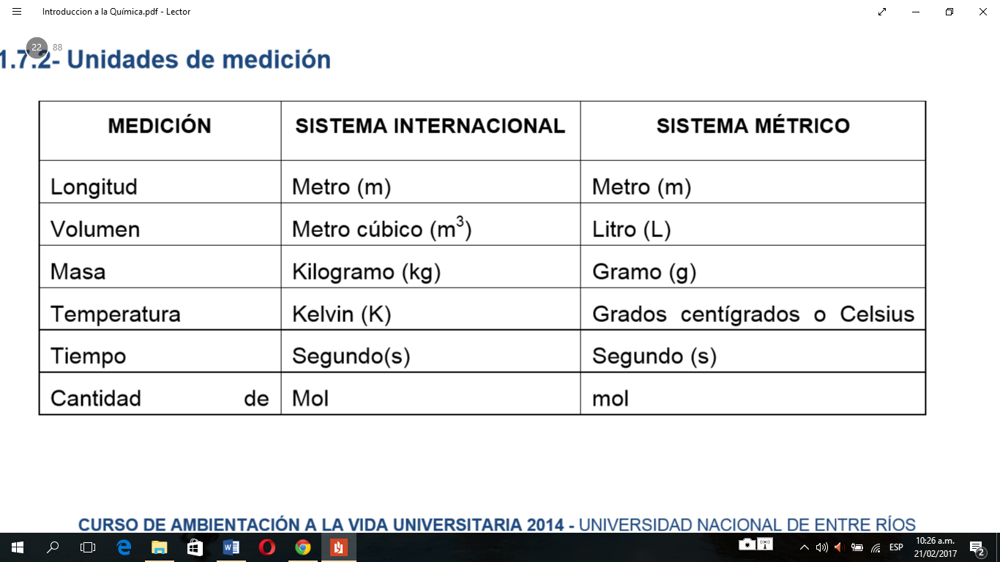 Introduccion a la Química.pdf - Lector
22 88
1.7.2- Unidades de medición
MEDICIÓN SISTEMA INTERNACIONAL SISTEMA MÉTRICO
Longitud Metro (m) Metro (m)
Volumen Metro cúbico (m³) Litro (L)
Masa Kilogramo (kg) Gramo (g)
Temperatura Kelvin (K) Grados centígrados o Celsius
Tiempo Segundo(s) Segundo (s)
Cantidad de Mol mol
CURSO DE AMBIENTACIÓN A LA VIDA UNIVERSITARIA 2014 - UNIVERSIDAD NACIONAL DE ENTRE RÍOS
ESP 10:26 a.m.
21/02/2017 2